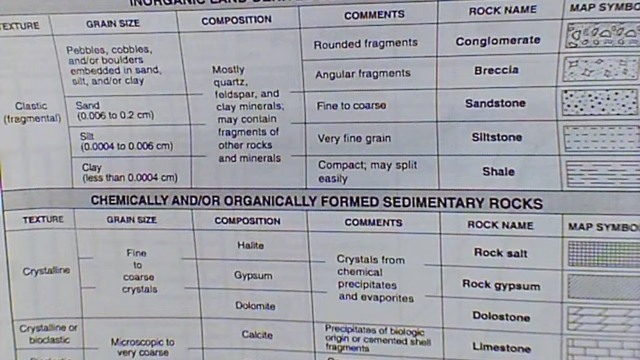 INORGANIC LAND-DERIV
TEXTURE GRAIN SIZE COMPOSITION COMMENTS ROCK NAME MAP SYMBO
Clastic
(fragmental)
Pebbles, cobbles,
and/or boulders
embedded in sand,
silt, and/or clay
Sand
(0.006 to 0.2 cm)
Silt
(0.0004 to 0.006 cm)
Clay
(less than 0.0004 cm)
Mostly
quartz,
feldspar, and
clay minerals;
may contain
fragments of
other rocks
and minerals
Rounded fragments Conglomerate
Angular fragments Breccia
Fine to coarse Sandstone
Very fine grain Siltstone
Compact; may split
easily
Shale
CHEMICALLY AND/OR ORGANICALLY FORMED SEDIMENTARY ROCKS
TEXTURE GRAIN SIZE COMPOSITION COMMENTS ROCK NAME MAP SYMBO
Crystalline
Fine
to
coarse
crystals
Halite
Gypsum
Dolomite
Crystals from
chemical
precipitates
and evaporites
Rock salt
Rock gypsum
Dolostone
Crystalline or
bioclastic
Microscopic to
very coarse
Calcite
Precipitates of biologic
origin or cemented shell
fragments
Limestone